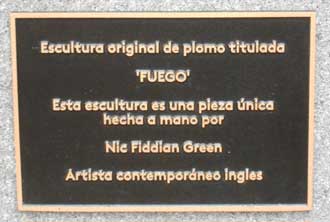 Escultura original de plomo titulada
'FUEGO'
Esta escultura es una pieza única
hecha a mano por
Nic Fiddian Green
Artista contemporáneo ingles